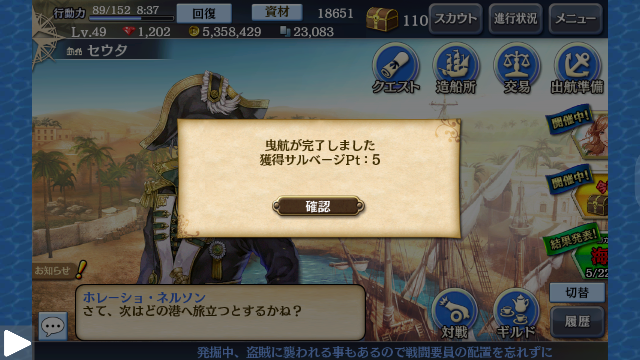 行動力 89/152 8:37 回復 資材 18651 110 スカウト 進行状況 メニュー
Lv.49 1,202 5,358,429 23,083
セウタ
クエスト 造船所 交易 出航準備
開催中!
曳航が完了しました
獲得サルベージPt:5
確認
開催中!
結果発表!
5/22
お知らせ
切替
ホレーショ・ネルソン
さて、次はどの港へ旅立つとするかね?
対戦 ギルド 履歴
発掘中、盗賊に襲われる事もあるので戦闘要員の配置を忘れずに